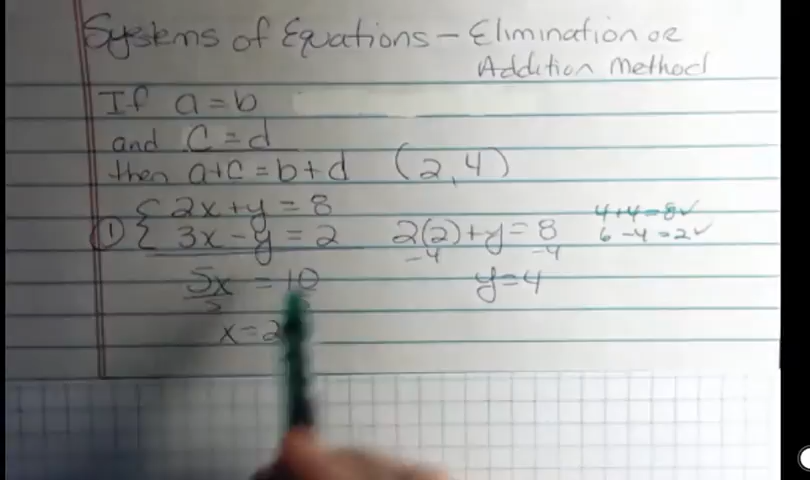 Systems of Equations - Elimination or
Addition Method
If a = b
and c = d
then a+c = b+d (2,4)
2x+y = 8
4+4=8✓
① { 3x - y = 2
2(2)+y = 8
6-4=2✓
-4 -4
5x = 10
5
y=4
x=2